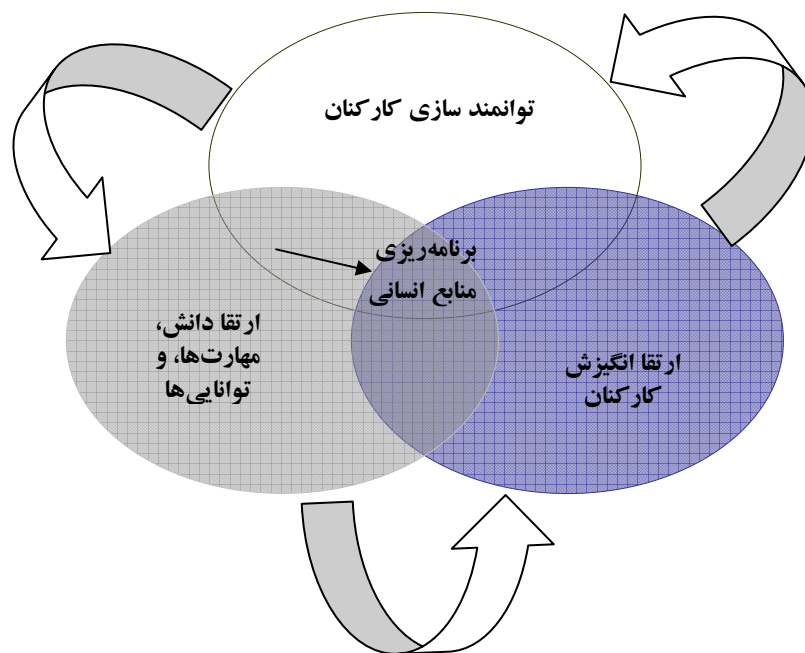 توانمند سازی کارکنان
برنامه‌ریزی
منابع انسانی
ارتقا انگیزش
کارکنان
ارتقا دانش،
مهارت‌ها، و
توانایی‌ها